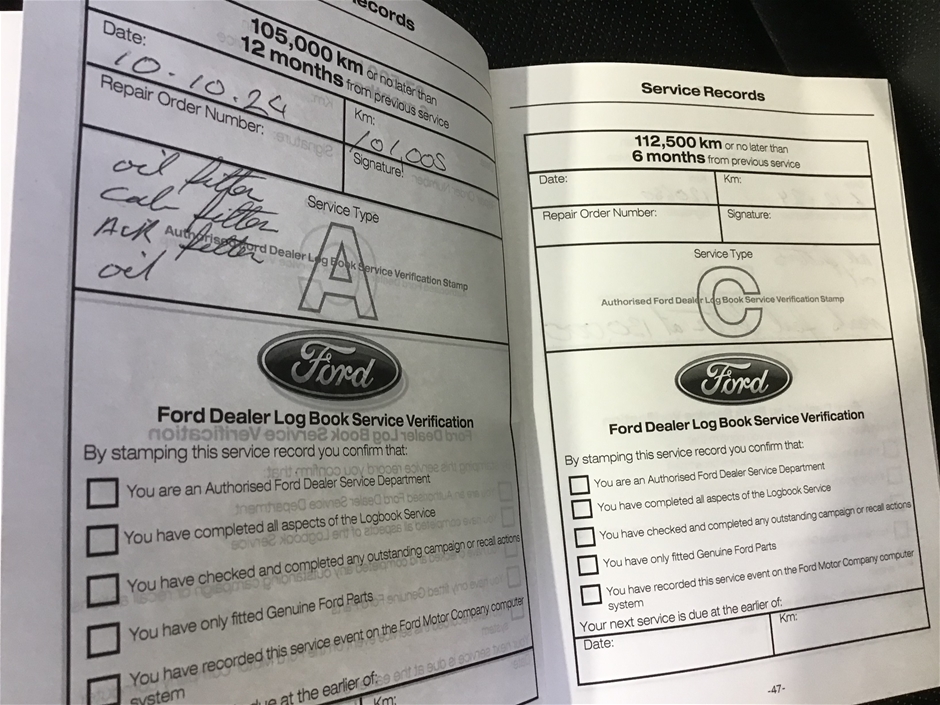 Records
105,000 km or no later than
12 months from previous service
Date:
10.10.24
Km:
101,005
Repair Order Number:
Signature:
oil filter
Cab filter
filter
oil
Service Type
A
Authorised Ford Dealer Log Book Service Verification Stamp
Ford
Ford Dealer Log Book Service Verification
By stamping this service record you confirm that:
You are an Authorised Ford Dealer Service Department
You have completed all aspects of the Logbook Service
You have checked and completed any outstanding campaign or recall actions
You have only fitted Genuine Ford Parts
You have recorded this service event on the Ford Motor Company computer
system
due at the earlier of:
Km:
Service Records
112,500 km or no later than
6 months from previous service
Date:
Km:
Repair Order Number:
Signature:
Service Type
C
Authorised Ford Dealer Log Book Service Verification Stamp
Ford
Ford Dealer Log Book Service Verification
By stamping this service record you confirm that:
You are an Authorised Ford Dealer Service Department
You have completed all aspects of the Logbook Service
You have checked and completed any outstanding campaign or recall actions
You have only fitted Genuine Ford Parts
You have recorded this service event on the Ford Motor Company computer
system
Your next service is due at the earlier of:
Date:
Km:
-47-